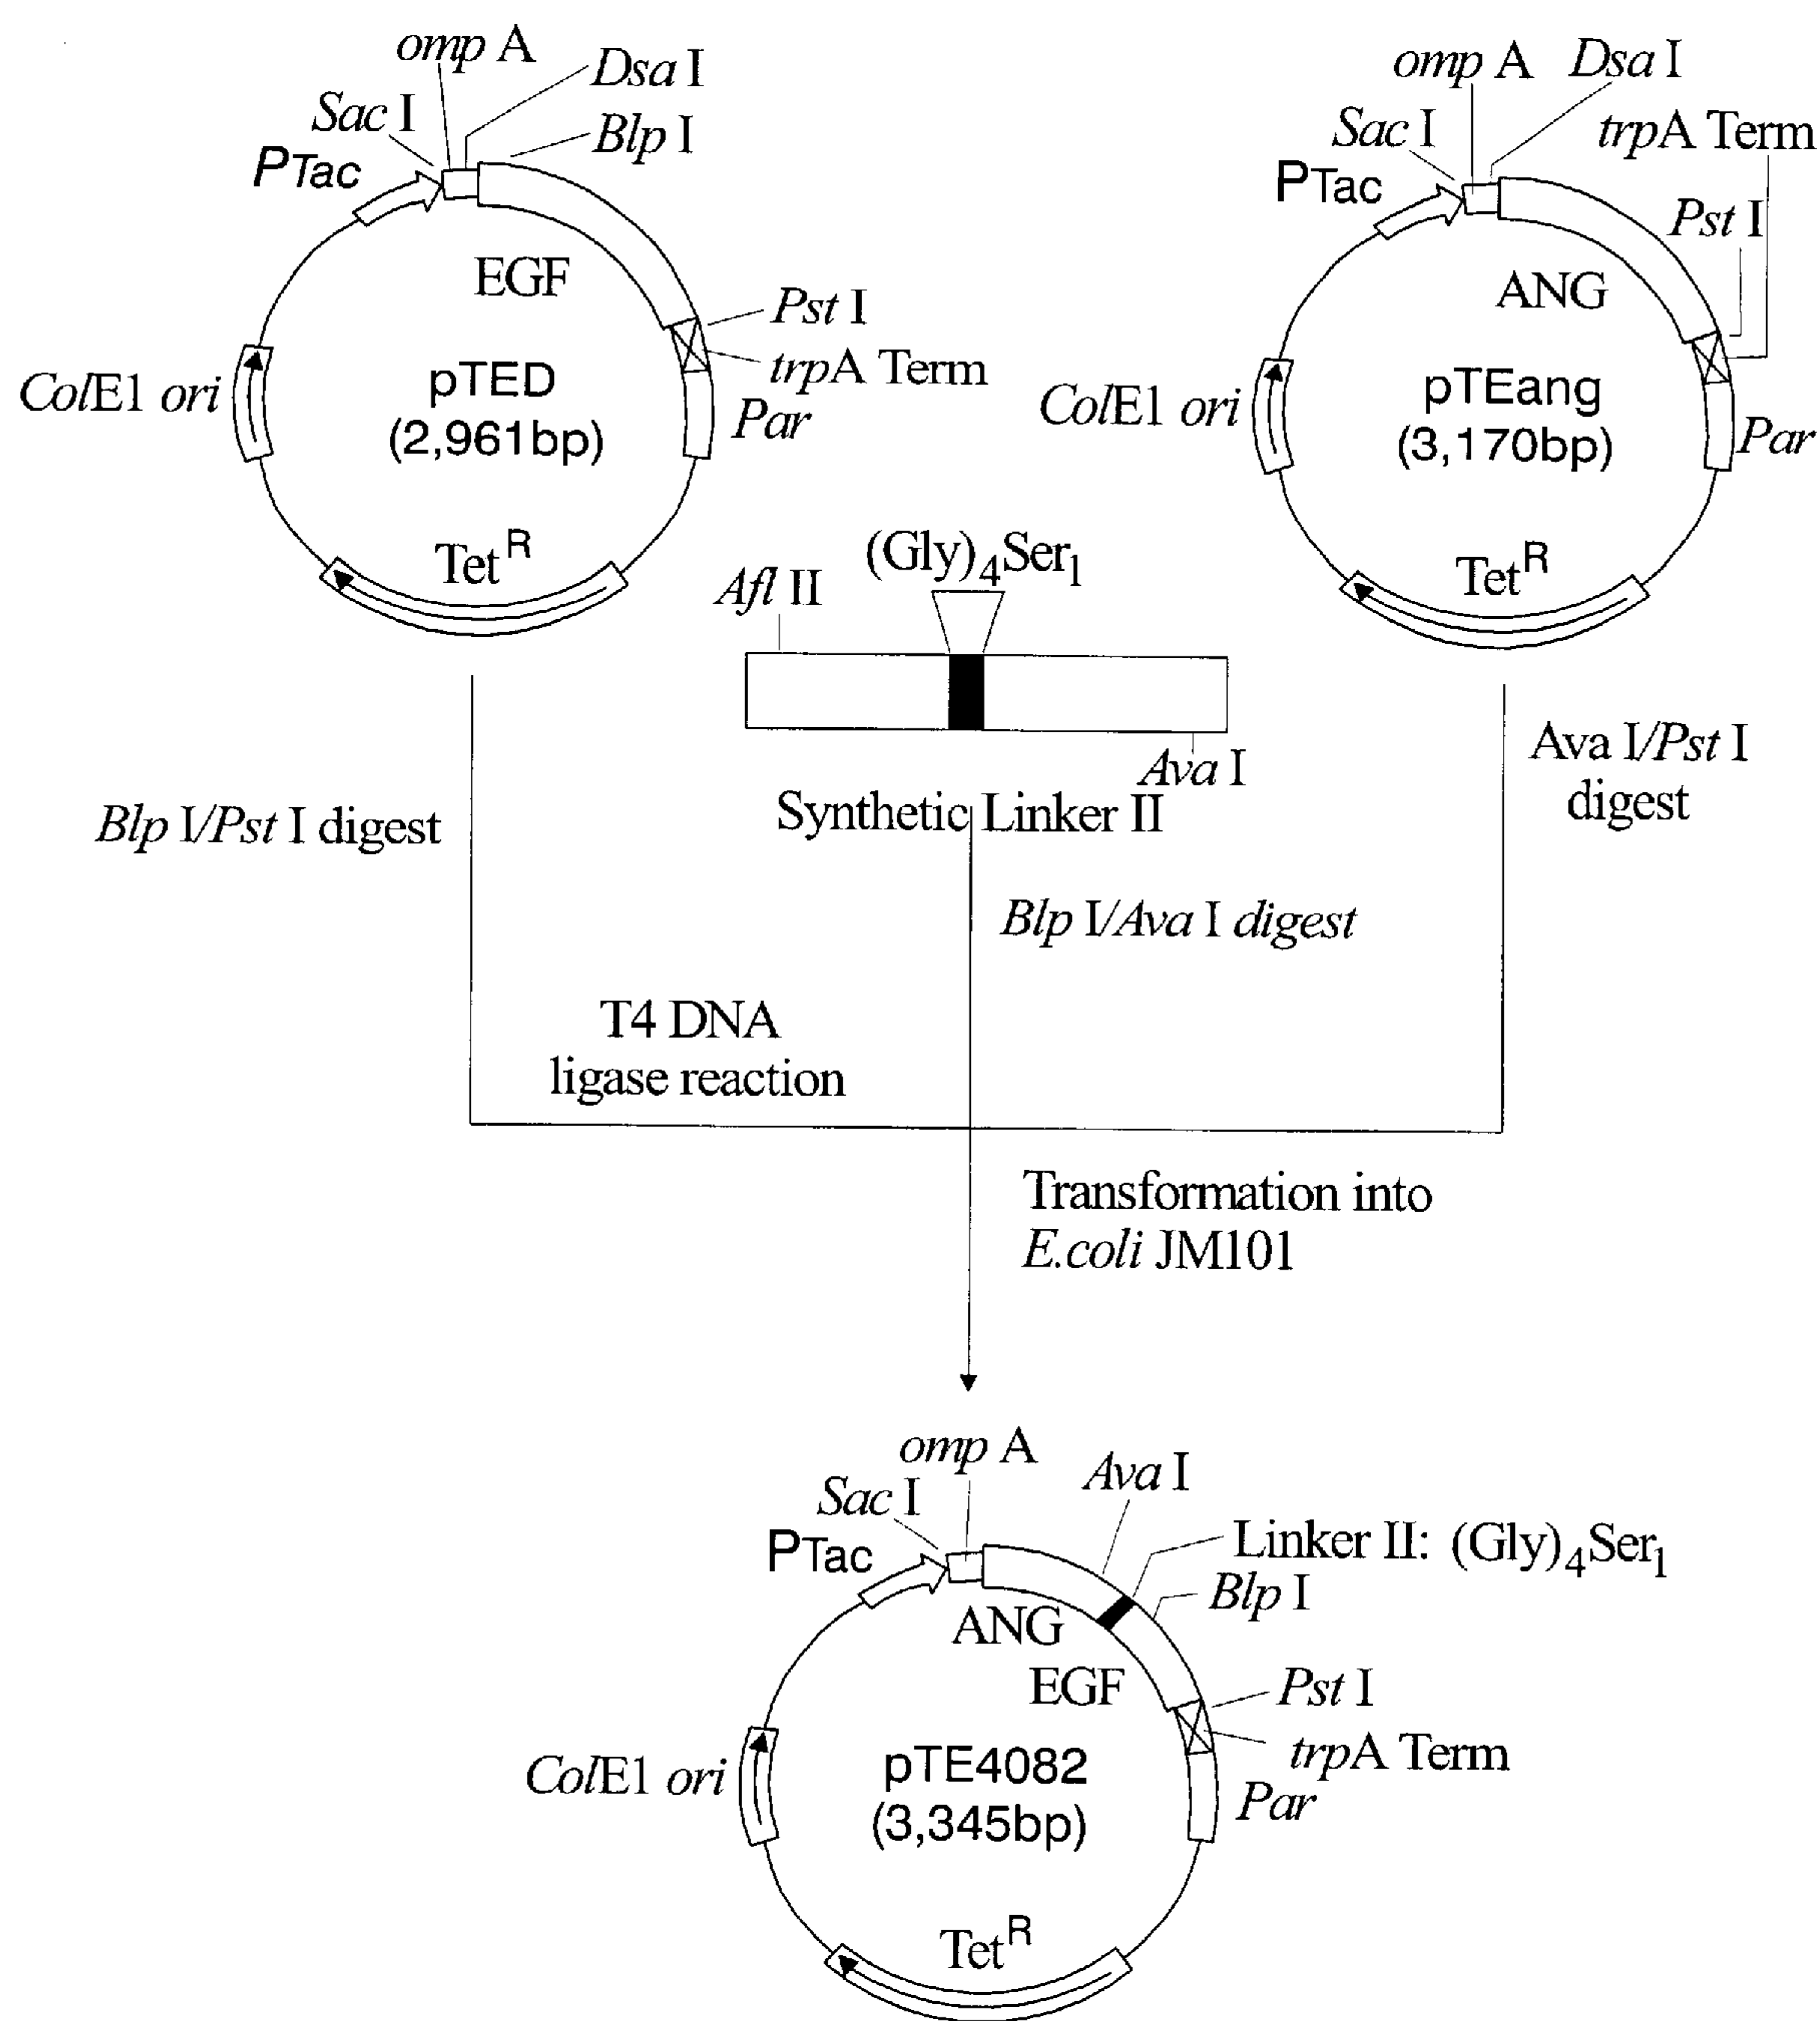 omp A
Dsa I
Sac I
Blp I
PTac
EGF
Pst I
trpA Term
ColE1 ori
pTED
(2,961bp)
Par
Tet R
omp A Dsa I
Sac I
trpA Term
PTac
Pst I
ANG
ColE1 ori
pTEang
(3,170bp)
Par
Tet R
(Gly)4Ser1
Afl II
Ava I
Synthetic Linker II
Blp I/Pst I digest
Ava I/Pst I
digest
Blp I/Ava I digest
T4 DNA
ligase reaction
Transformation into
E.coli JM101
omp A
Ava I
Sac I
Linker II: (Gly)4Ser1
PTac
Blp I
ANG
EGF
Pst I
trpA Term
ColE1 ori
pTE4082
(3,345bp)
Par
Tet R